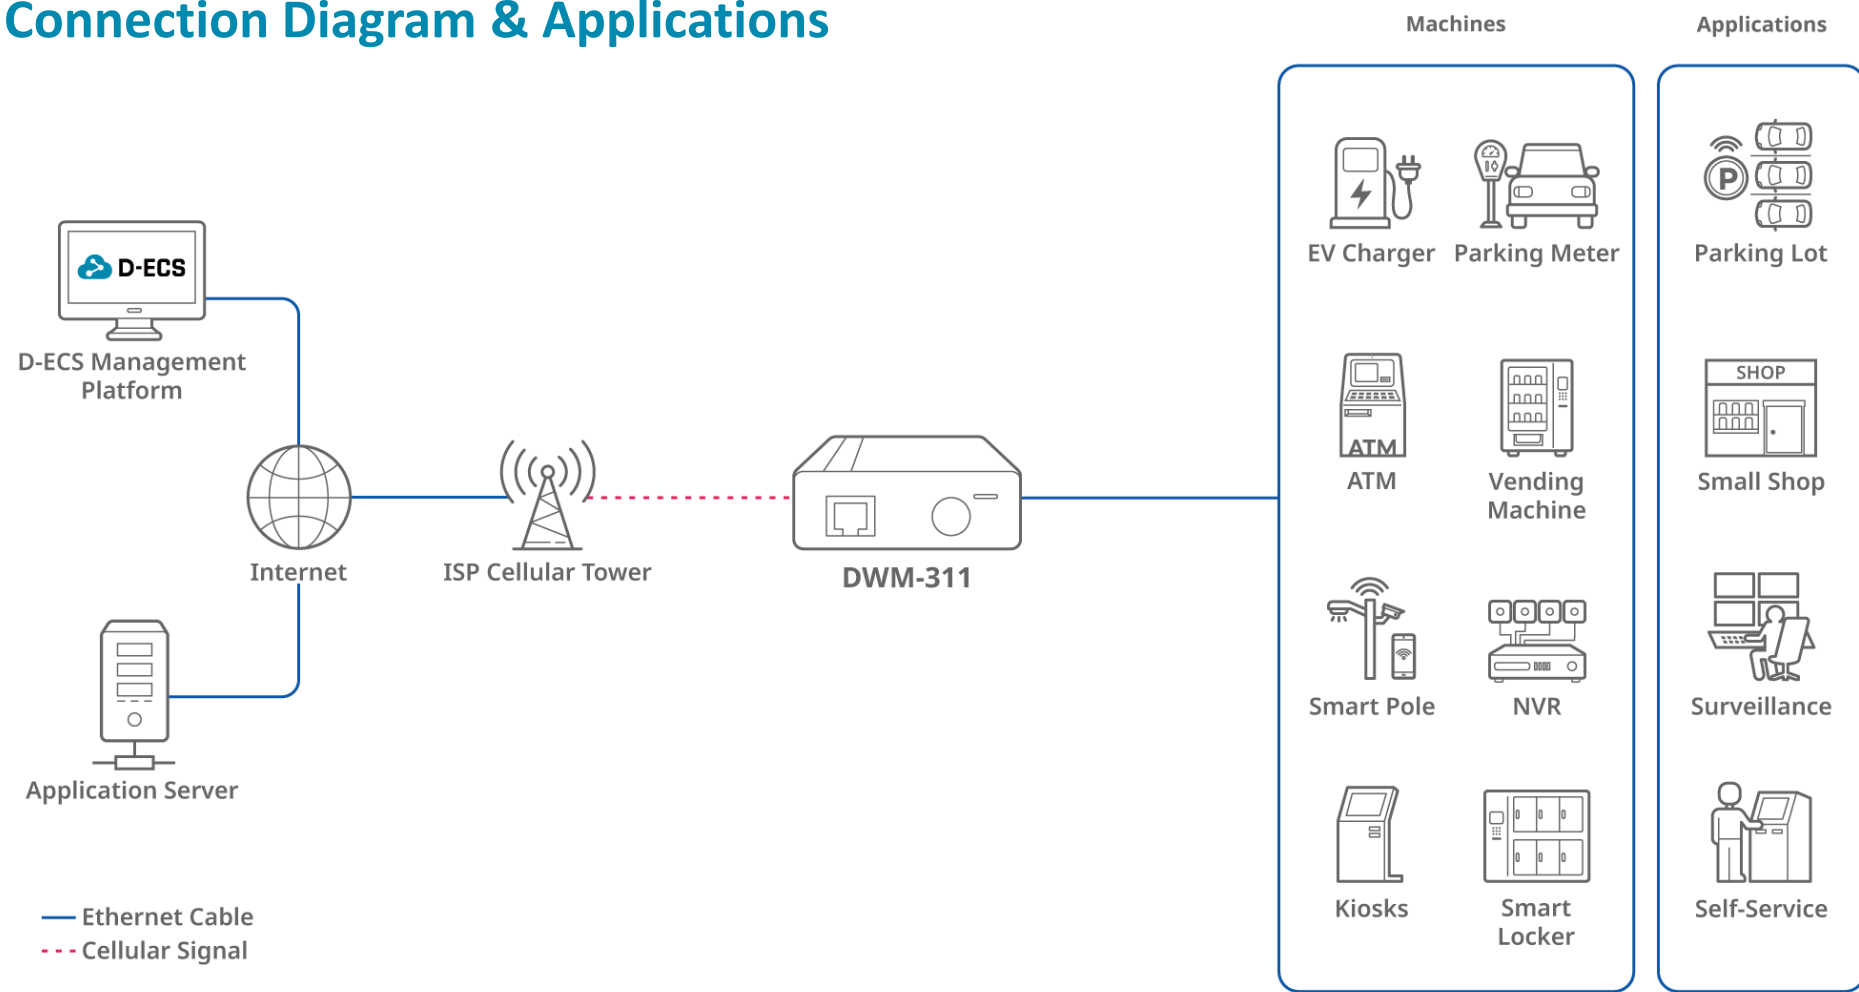 Connection Diagram & Applications
Machines
Applications
D-ECS
D-ECS Management
Platform
Internet
ISP Cellular Tower
DWM-311
Application Server
Ethernet Cable
Cellular Signal
EV Charger
Parking Meter
ATM
ATM
Vending
Machine
Smart Pole
NVR
Kiosks
Smart
Locker
P
Parking Lot
SHOP
Small Shop
Surveillance
Self-Service